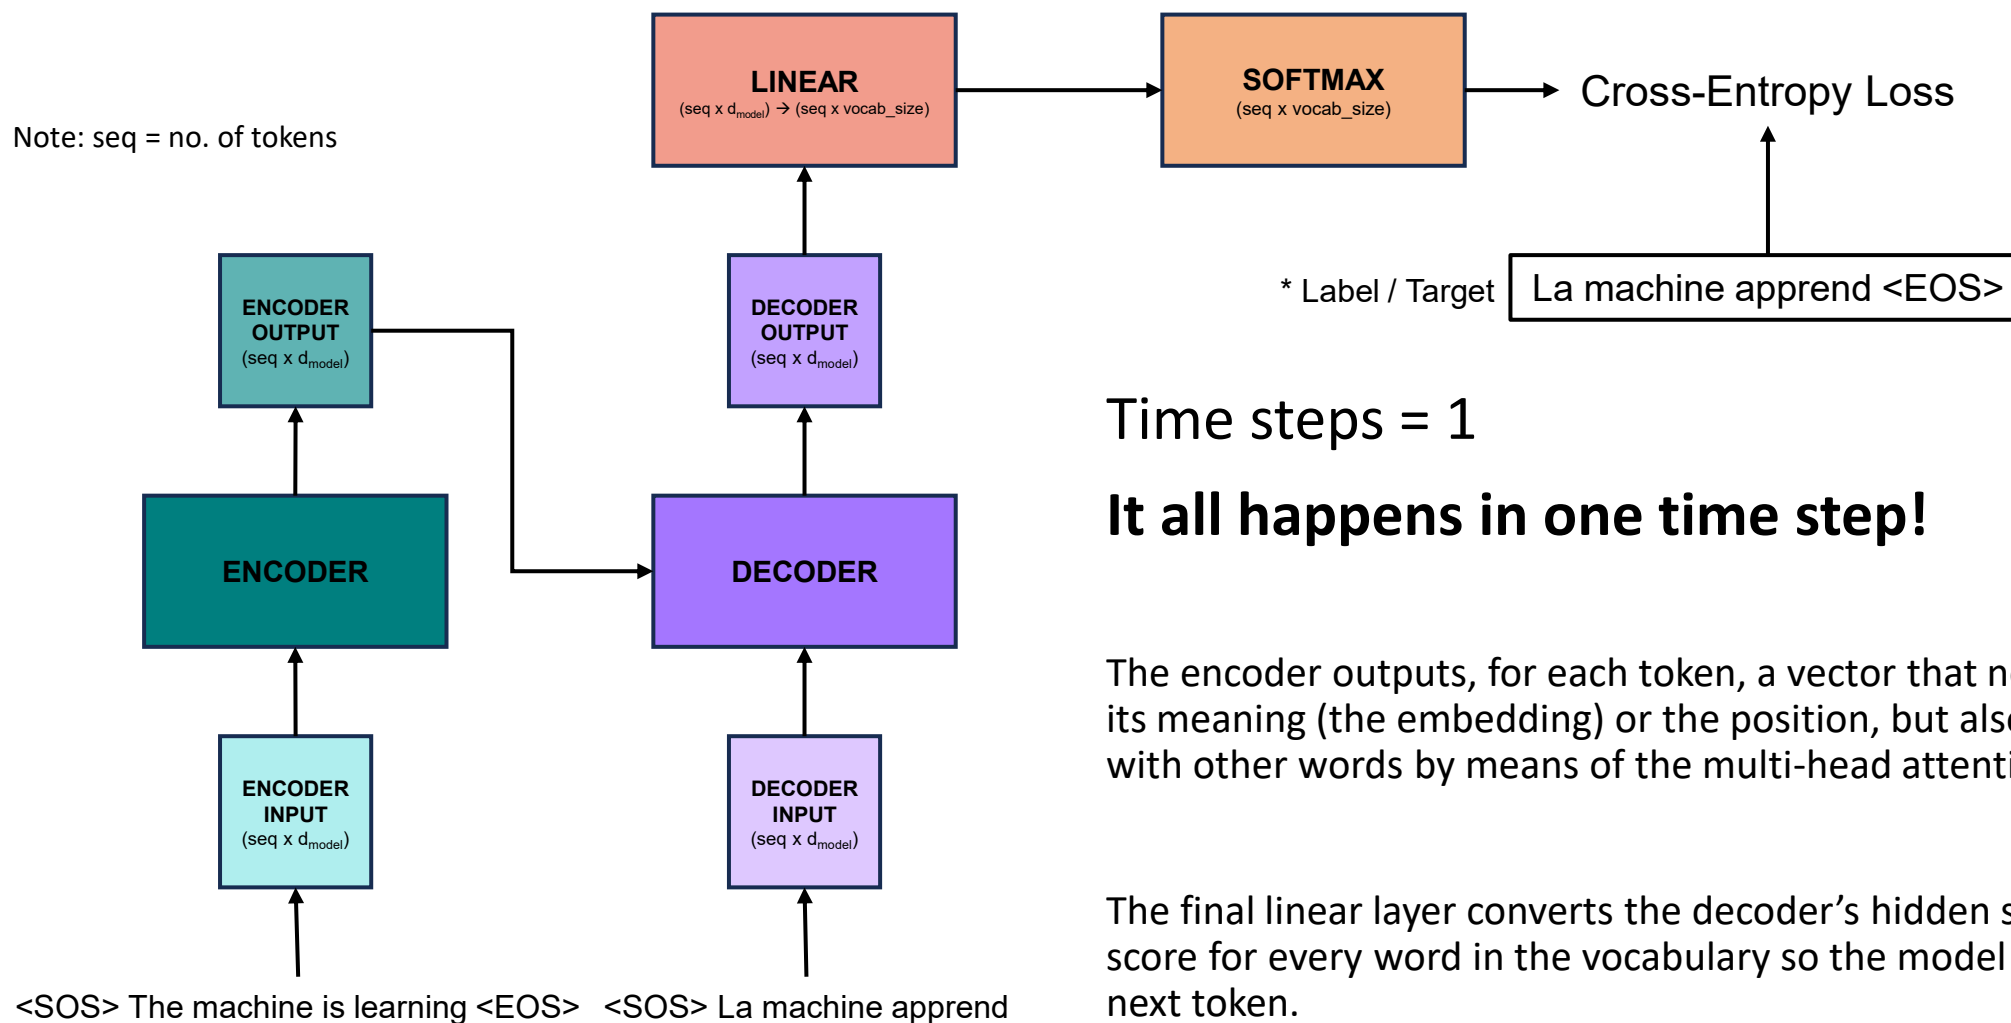 LINEAR
(seq x d_model) → (seq x vocab_size)
SOFTMAX
(seq x vocab_size)
Cross-Entropy Loss
Note: seq = no. of tokens
ENCODER
OUTPUT
(seq x d_model)
DECODER
OUTPUT
(seq x d_model)
* Label / Target
La machine apprend <EOS>
Time steps = 1
It all happens in one time step!
ENCODER
DECODER
The encoder outputs, for each token, a vector that
its meaning (the embedding) or the position, but
with other words by means of the multi-head
ENCODER
INPUT
(seq x d_model)
DECODER
INPUT
(seq x d_model)
The final linear layer converts the decoder’s hidden
score for every word in the vocabulary so the model
next token.
<SOS> The machine is learning <EOS>
<SOS> La machine apprend